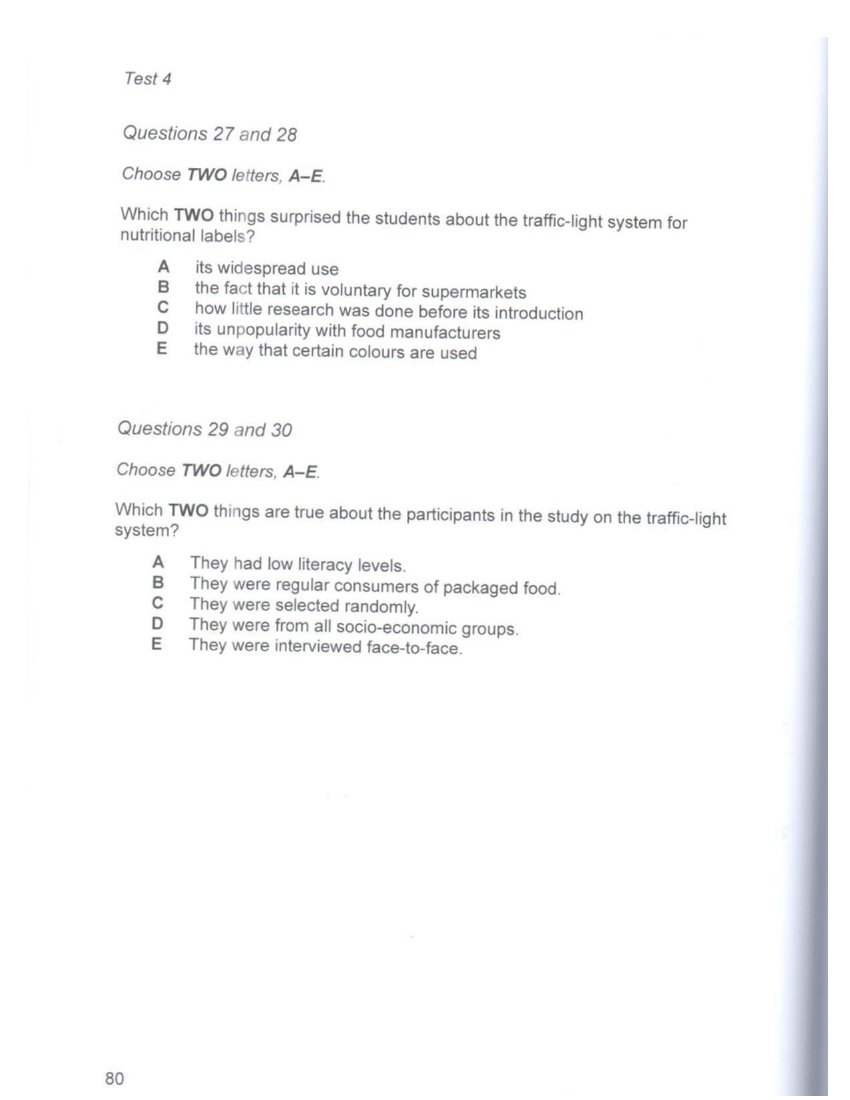 Test 4
Questions 27 and 28
Choose TWO letters, A–E.
Which TWO things surprised the students about the traffic-light system for
nutritional labels?
A its widespread use
B the fact that it is voluntary for supermarkets
C how little research was done before its introduction
D its unpopularity with food manufacturers
E the way that certain colours are used
Questions 29 and 30
Choose TWO letters, A–E.
Which TWO things are true about the participants in the study on the traffic-light
system?
A They had low literacy levels.
B They were regular consumers of packaged food.
C They were selected randomly.
D They were from all socio-economic groups.
E They were interviewed face-to-face.
80